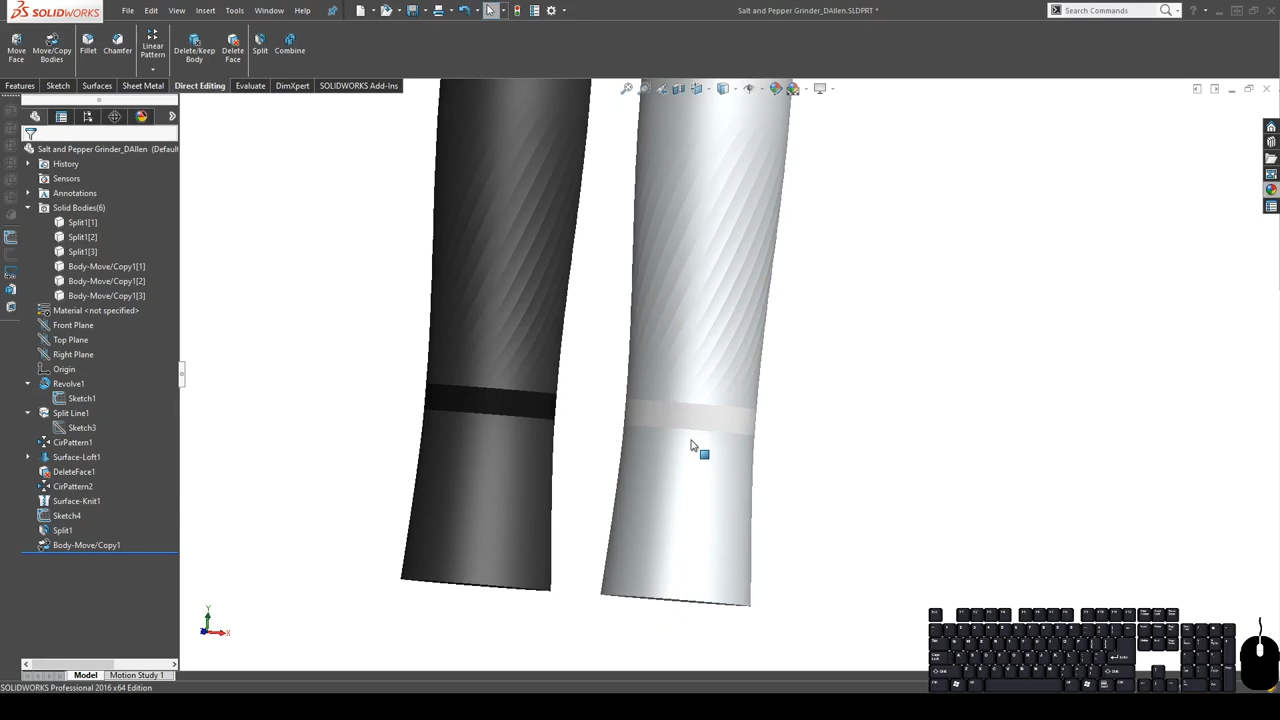 SOLIDWORKS File Edit View Insert Tools Window Help Salt and Pepper Grinder_DAllen.SLDPRT * Search Commands
Move Face Move/Copy Bodies Fillet Chamfer Linear Pattern Delete/Keep Body Delete Face Split Combine
Features Sketch Surfaces Sheet Metal Direct Editing Evaluate DimXpert SOLIDWORKS Add-Ins
Salt and Pepper Grinder_DAllen (Default
History
Sensors
Annotations
Solid Bodies(6)
Split1[1]
Split1[2]
Split1[3]
Body-Move/Copy1[1]
Body-Move/Copy1[2]
Body-Move/Copy1[3]
Material <not specified>
Front Plane
Top Plane
Right Plane
Origin
Revolve1
Sketch1
Split Line1
Sketch3
CirPattern1
Surface-Loft1
DeleteFace1
CirPattern2
Surface-Knit1
Sketch4
Split1
Body-Move/Copy1
Y
X
Model Motion Study 1
SOLIDWORKS Professional 2016 x64 Edition